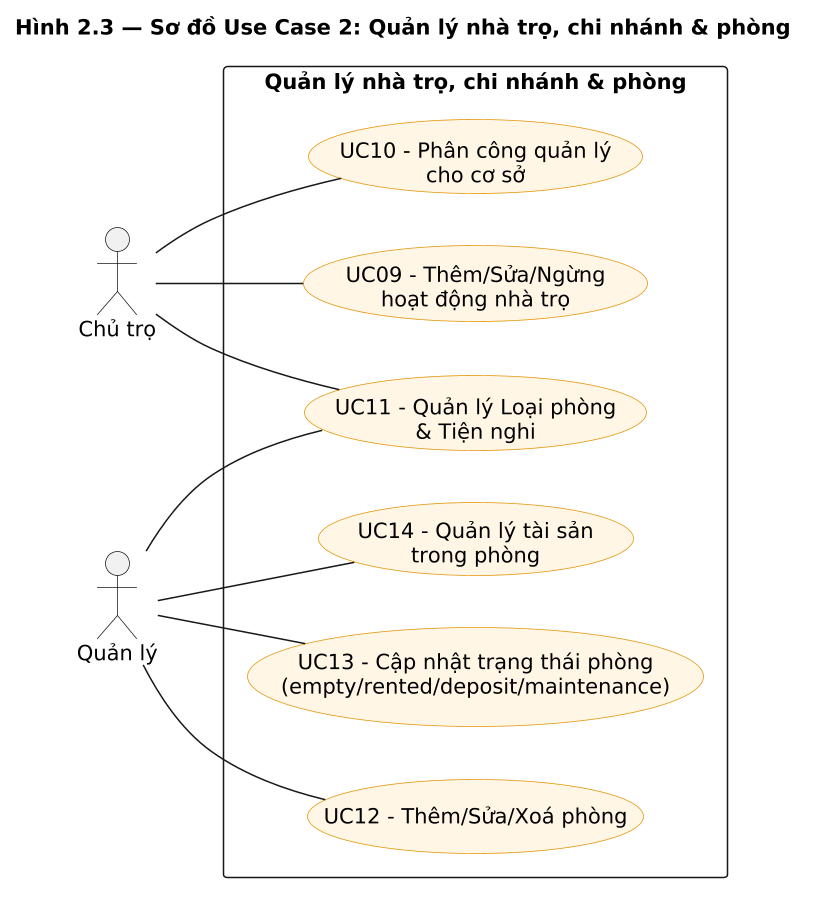 Hình 2.3 — Sơ đồ Use Case 2: Quản lý nhà trọ, chi nhánh & phòng
Quản lý nhà trọ, chi nhánh & phòng
UC10 - Phân công quản lý
cho cơ sở
UC09 - Thêm/Sửa/Ngừng
hoạt động nhà trọ
Chủ trọ
UC11 - Quản lý Loại phòng
& Tiện nghi
UC14 - Quản lý tài sản
trong phòng
Quản lý
UC13 - Cập nhật trạng thái phòng
(empty/rented/deposit/maintenance)
UC12 - Thêm/Sửa/Xoá phòng